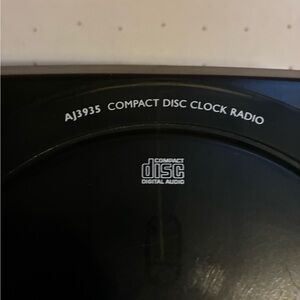 AJ3935 COMPACT DISC CLOCK RADIO
COMPACT
disc
DIGITAL AUDIO